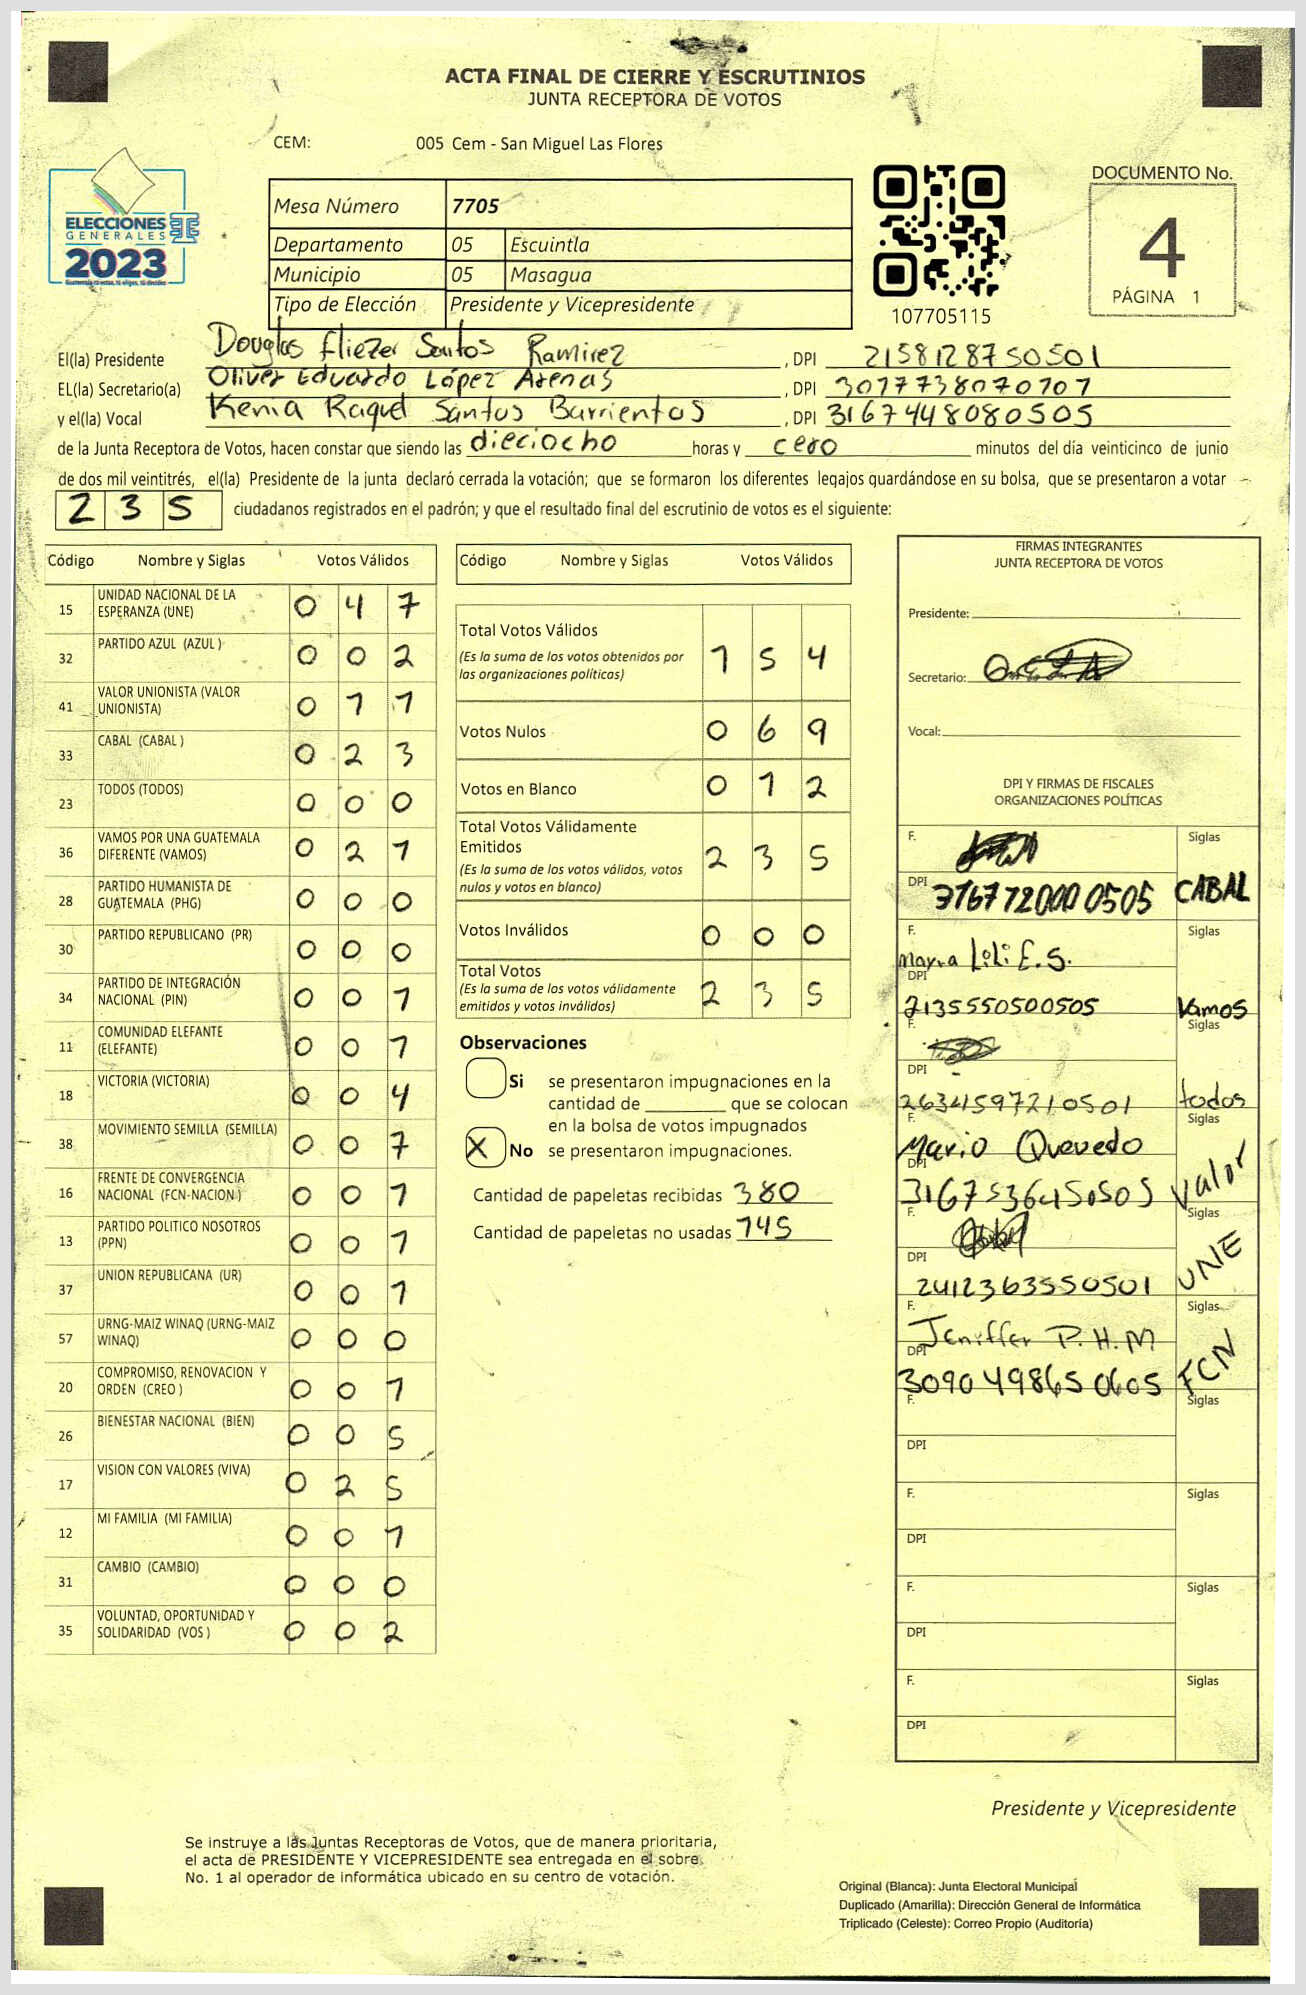 ACTA FINAL DE CIERRE Y ESCRUTINIOS
JUNTA RECEPTORA DE VOTOS
CEM: 005 Cem - San Miguel Las Flores
ELECCIONES
GENERALES
2023
Mesa Número 7705
Departamento 05 Escuintla
Municipio 05 Masagua
Tipo de Elección Presidente y Vicepresidente
107705115
DOCUMENTO No.
4
PÁGINA 1
El(la) Presidente Douglas Eliezer Santos Ramirez , DPI 2158128750501
EL(la) Secretario(a) Oliver Eduardo López Arenas , DPI
y el(la) Vocal Kenia Raquel Santos Barrientos , DPI 3167448080505
de la Junta Receptora de Votos, hacen constar que siendo las dieciocho horas y cero minutos del día veinticinco de junio
de dos mil veintitrés, el(la) Presidente de la junta declaró cerrada la votación; que se formaron los diferentes legajos guardándose en su bolsa, que se presentaron a votar
2 3 5 ciudadanos registrados en el padrón; y que el resultado final del escrutinio de votos es el siguiente:
Código Nombre y Siglas Votos Válidos
15 UNIDAD NACIONAL DE LA ESPERANZA (UNE) 0 4 7
32 PARTIDO AZUL (AZUL ) 0 0 2
41 VALOR UNIONISTA (VALOR UNIONISTA) 0 1 1
33 CABAL (CABAL ) 0 2 3
23 TODOS (TODOS) 0 0 0
36 VAMOS POR UNA GUATEMALA DIFERENTE (VAMOS) 0 2 1
28 PARTIDO HUMANISTA DE GUATEMALA (PHG) 0 0 0
30 PARTIDO REPUBLICANO (PR) 0 0 0
34 PARTIDO DE INTEGRACIÓN NACIONAL (PIN) 0 0 1
11 COMUNIDAD ELEFANTE (ELEFANTE) 0 0 1
18 VICTORIA (VICTORIA) 0 0 4
38 MOVIMIENTO SEMILLA (SEMILLA) 0 0 7
16 FRENTE DE CONVERGENCIA NACIONAL (FCN-NACION ) 0 0 1
13 PARTIDO POLITICO NOSOTROS (PPN) 0 0 1
37 UNION REPUBLICANA (UR) 0 0 1
57 URNG-MAIZ WINAQ (URNG-MAIZ WINAQ) 0 0 0
20 COMPROMISO, RENOVACION Y ORDEN (CREO ) 0 0 1
26 BIENESTAR NACIONAL (BIEN) 0 0 5
17 VISION CON VALORES (VIVA) 0 2 5
12 MI FAMILIA (MI FAMILIA) 0 0 1
31 CAMBIO (CAMBIO) 0 0 0
35 VOLUNTAD, OPORTUNIDAD Y SOLIDARIDAD (VOS ) 0 0 2
Código Nombre y Siglas Votos Válidos
Total Votos Válidos 1 5 4
(Es la suma de los votos obtenidos por
las organizaciones políticas)
Votos Nulos 0 6 9
Votos en Blanco 0 1 2
Total Votos Válidamente
Emitidos 2 3 5
(Es la suma de los votos válidos, votos
nulos y votos en blanco)
Votos Inválidos 0 0 0
Total Votos 2 3 5
(Es la suma de los votos válidamente
emitidos y votos inválidos)
Observaciones
Si se presentaron impugnaciones en la
cantidad de ________ que se colocan
en la bolsa de votos impugnados
X No se presentaron impugnaciones.
Cantidad de papeletas recibidas 380
Cantidad de papeletas no usadas 145
FIRMAS INTEGRANTES
JUNTA RECEPTORA DE VOTOS
Presidente:
Secretario:
Vocal:
DPI Y FIRMAS DE FISCALES
ORGANIZACIONES POLÍTICAS
F. Siglas
DPI 3167720000505 CABAL
F. Mayra Lili E.S. Siglas
DPI 2135550500505 Vamos
F. Siglas
DPI 2634597210501 todos
F. Mario Quevedo Siglas
DPI 3167536450505 Valor
F. Siglas
DPI 2412363550501 UNE
F. Jeniffer P.H.M Siglas
DPI 3090498650605 FCN
F. Siglas
DPI
F. Siglas
DPI
F. Siglas
DPI
F. Siglas
DPI
Presidente y Vicepresidente
Se instruye a las Juntas Receptoras de Votos, que de manera prioritaria,
el acta de PRESIDENTE Y VICEPRESIDENTE sea entregada en el sobre
No. 1 al operador de informática ubicado en su centro de votación.
Original (Blanca): Junta Electoral Municipal
Duplicado (Amarilla): Dirección General de Informática
Triplicado (Celeste): Correo Propio (Auditoría)